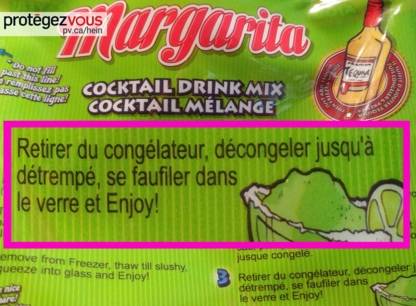 protégezvous
pv.ca/hein
Margarita
Do not fill
past this line!
remplissez pas
cette ligne!
COCKTAIL DRINK MIX
COCKTAIL MÉLANGE
TEQUILA
Retirer du congélateur, décongeler jusqu'à
détrempé, se faufiler dans
le verre et Enjoy!
emove from Freezer, thaw till slushy,
queeze into glass and Enjoy!
jusque congelé.
3
Retirer du congélateur, décongeler
détrempé, se faufiler dans
le verre et Enjoy!